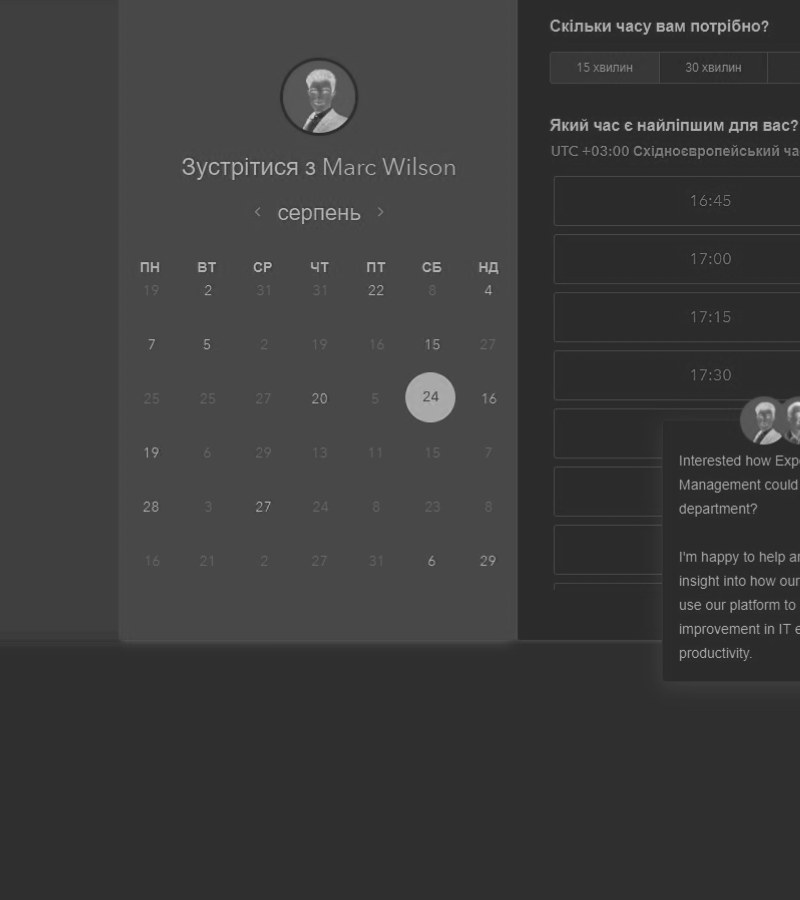 Зустрітися з Marc Wilson
‹ серпень ›
ПН ВТ СР ЧТ ПТ СБ НД
19 2 31 31 22 8 4
7 5 2 19 16 15 27
25 25 27 20 5 24 16
19 6 29 13 11 15 7
28 3 27 24 8 23 8
16 21 2 27 31 6 29
Скільки часу вам потрібно?
15 хвилин 30 хвилин
Який час є найліпшим для вас?
UTC +03:00 Східноєвропейський
16:45
17:00
17:15
17:30
Interested how
Management could
department?
I'm happy to help
insight into how our
use our platform to
improvement in IT
productivity.